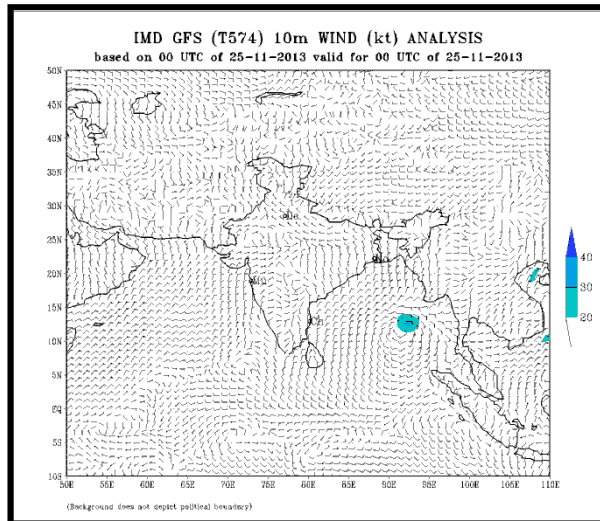 IMD GFS (T574) 10m WIND (kt) ANALYSIS
based on 00 UTC of 25-11-2013 valid for 00 UTC of 25-11-2013
50N
45N
40N
35N
30N
25N
20N
15N
10N
5N
EQ
5S
10S
50E 55E 60E 65E 70E 75E 80E 85E 90E 95E 100E 105E 110E
40
30
20
(Background does not depict political boundary)